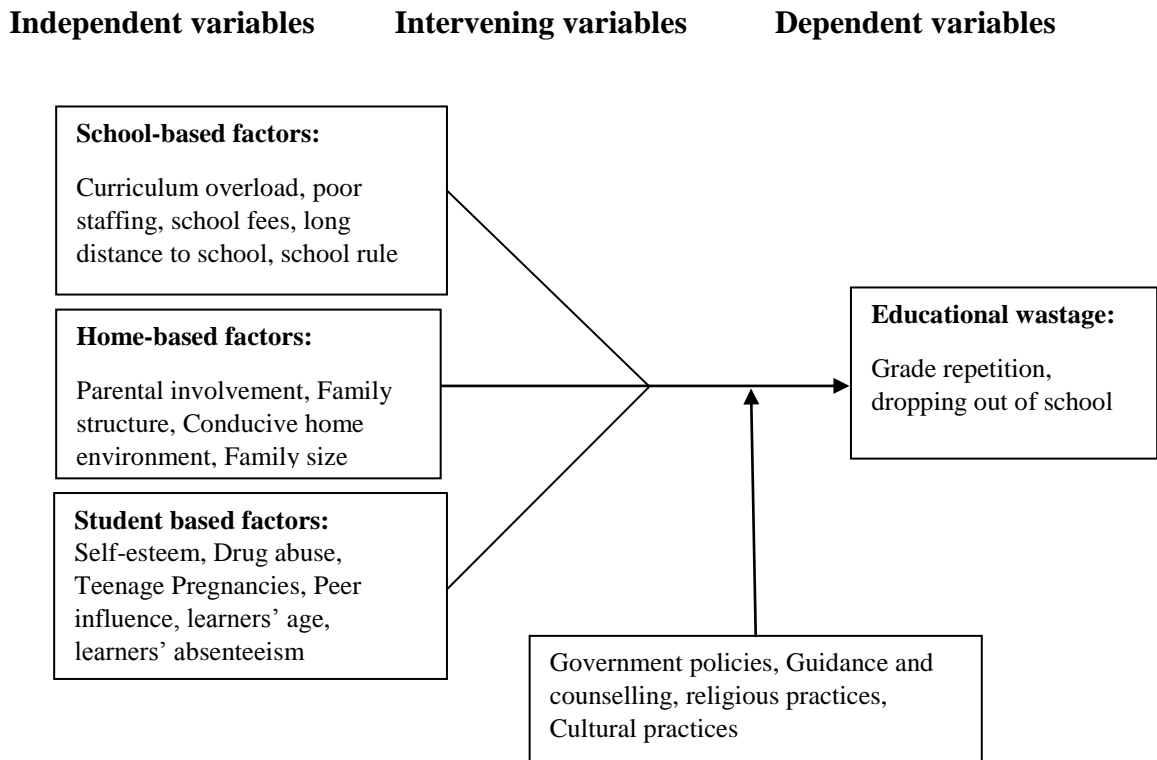 Independent variables Intervening variables Dependent variables
School-based factors:
Curriculum overload, poor
staffing, school fees, long
distance to school, school rule
Home-based factors:
Parental involvement, Family
structure, Conducive home
environment, Family size
Student based factors:
Self-esteem, Drug abuse,
Teenage Pregnancies, Peer
influence, learners’ age,
learners’ absenteeism
Educational wastage:
Grade repetition,
dropping out of school
Government policies, Guidance and
counselling, religious practices,
Cultural practices